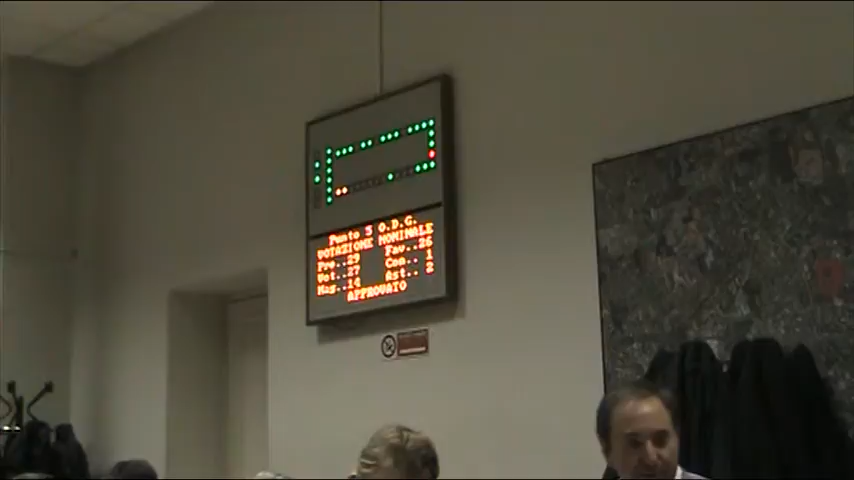 Punto 5 O.D.G.
VOTAZIONE NOMINALE
Pre..29 Fav..26
Vot..27 Con.. 1
Mag..14 Ast.. 2
APPROVATO